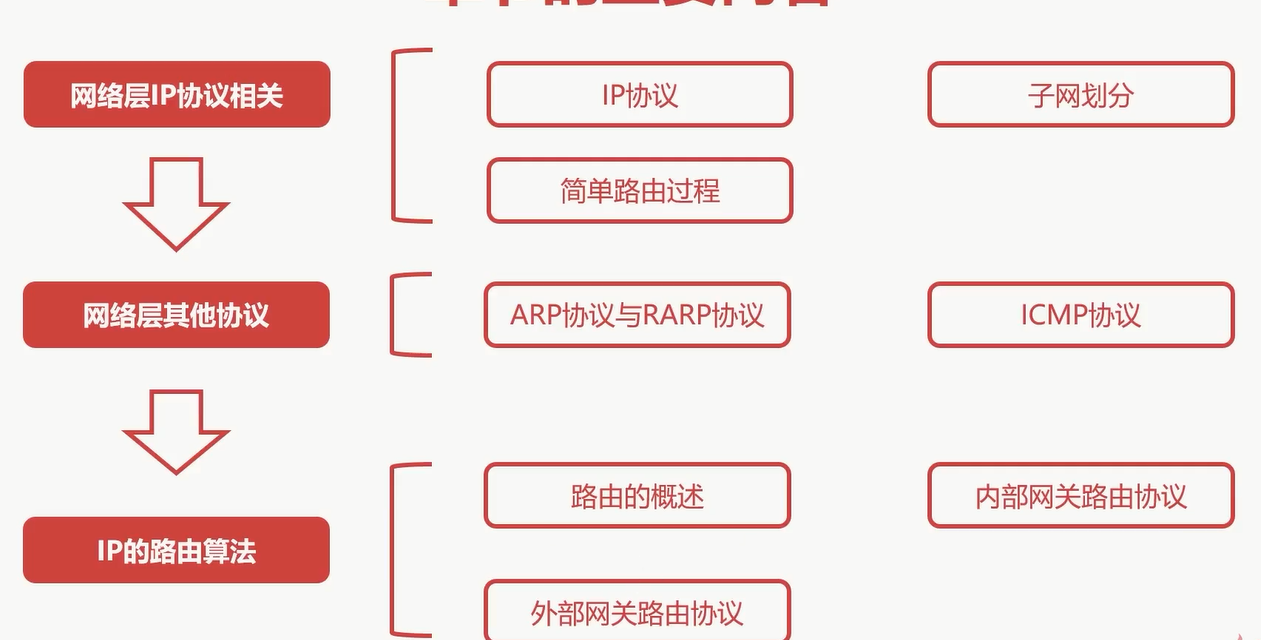 网络层IP协议相关
IP协议
子网划分
简单路由过程
网络层其他协议
ARP协议与RARP协议
ICMP协议
IP的路由算法
路由的概述
内部网关路由协议
外部网关路由协议